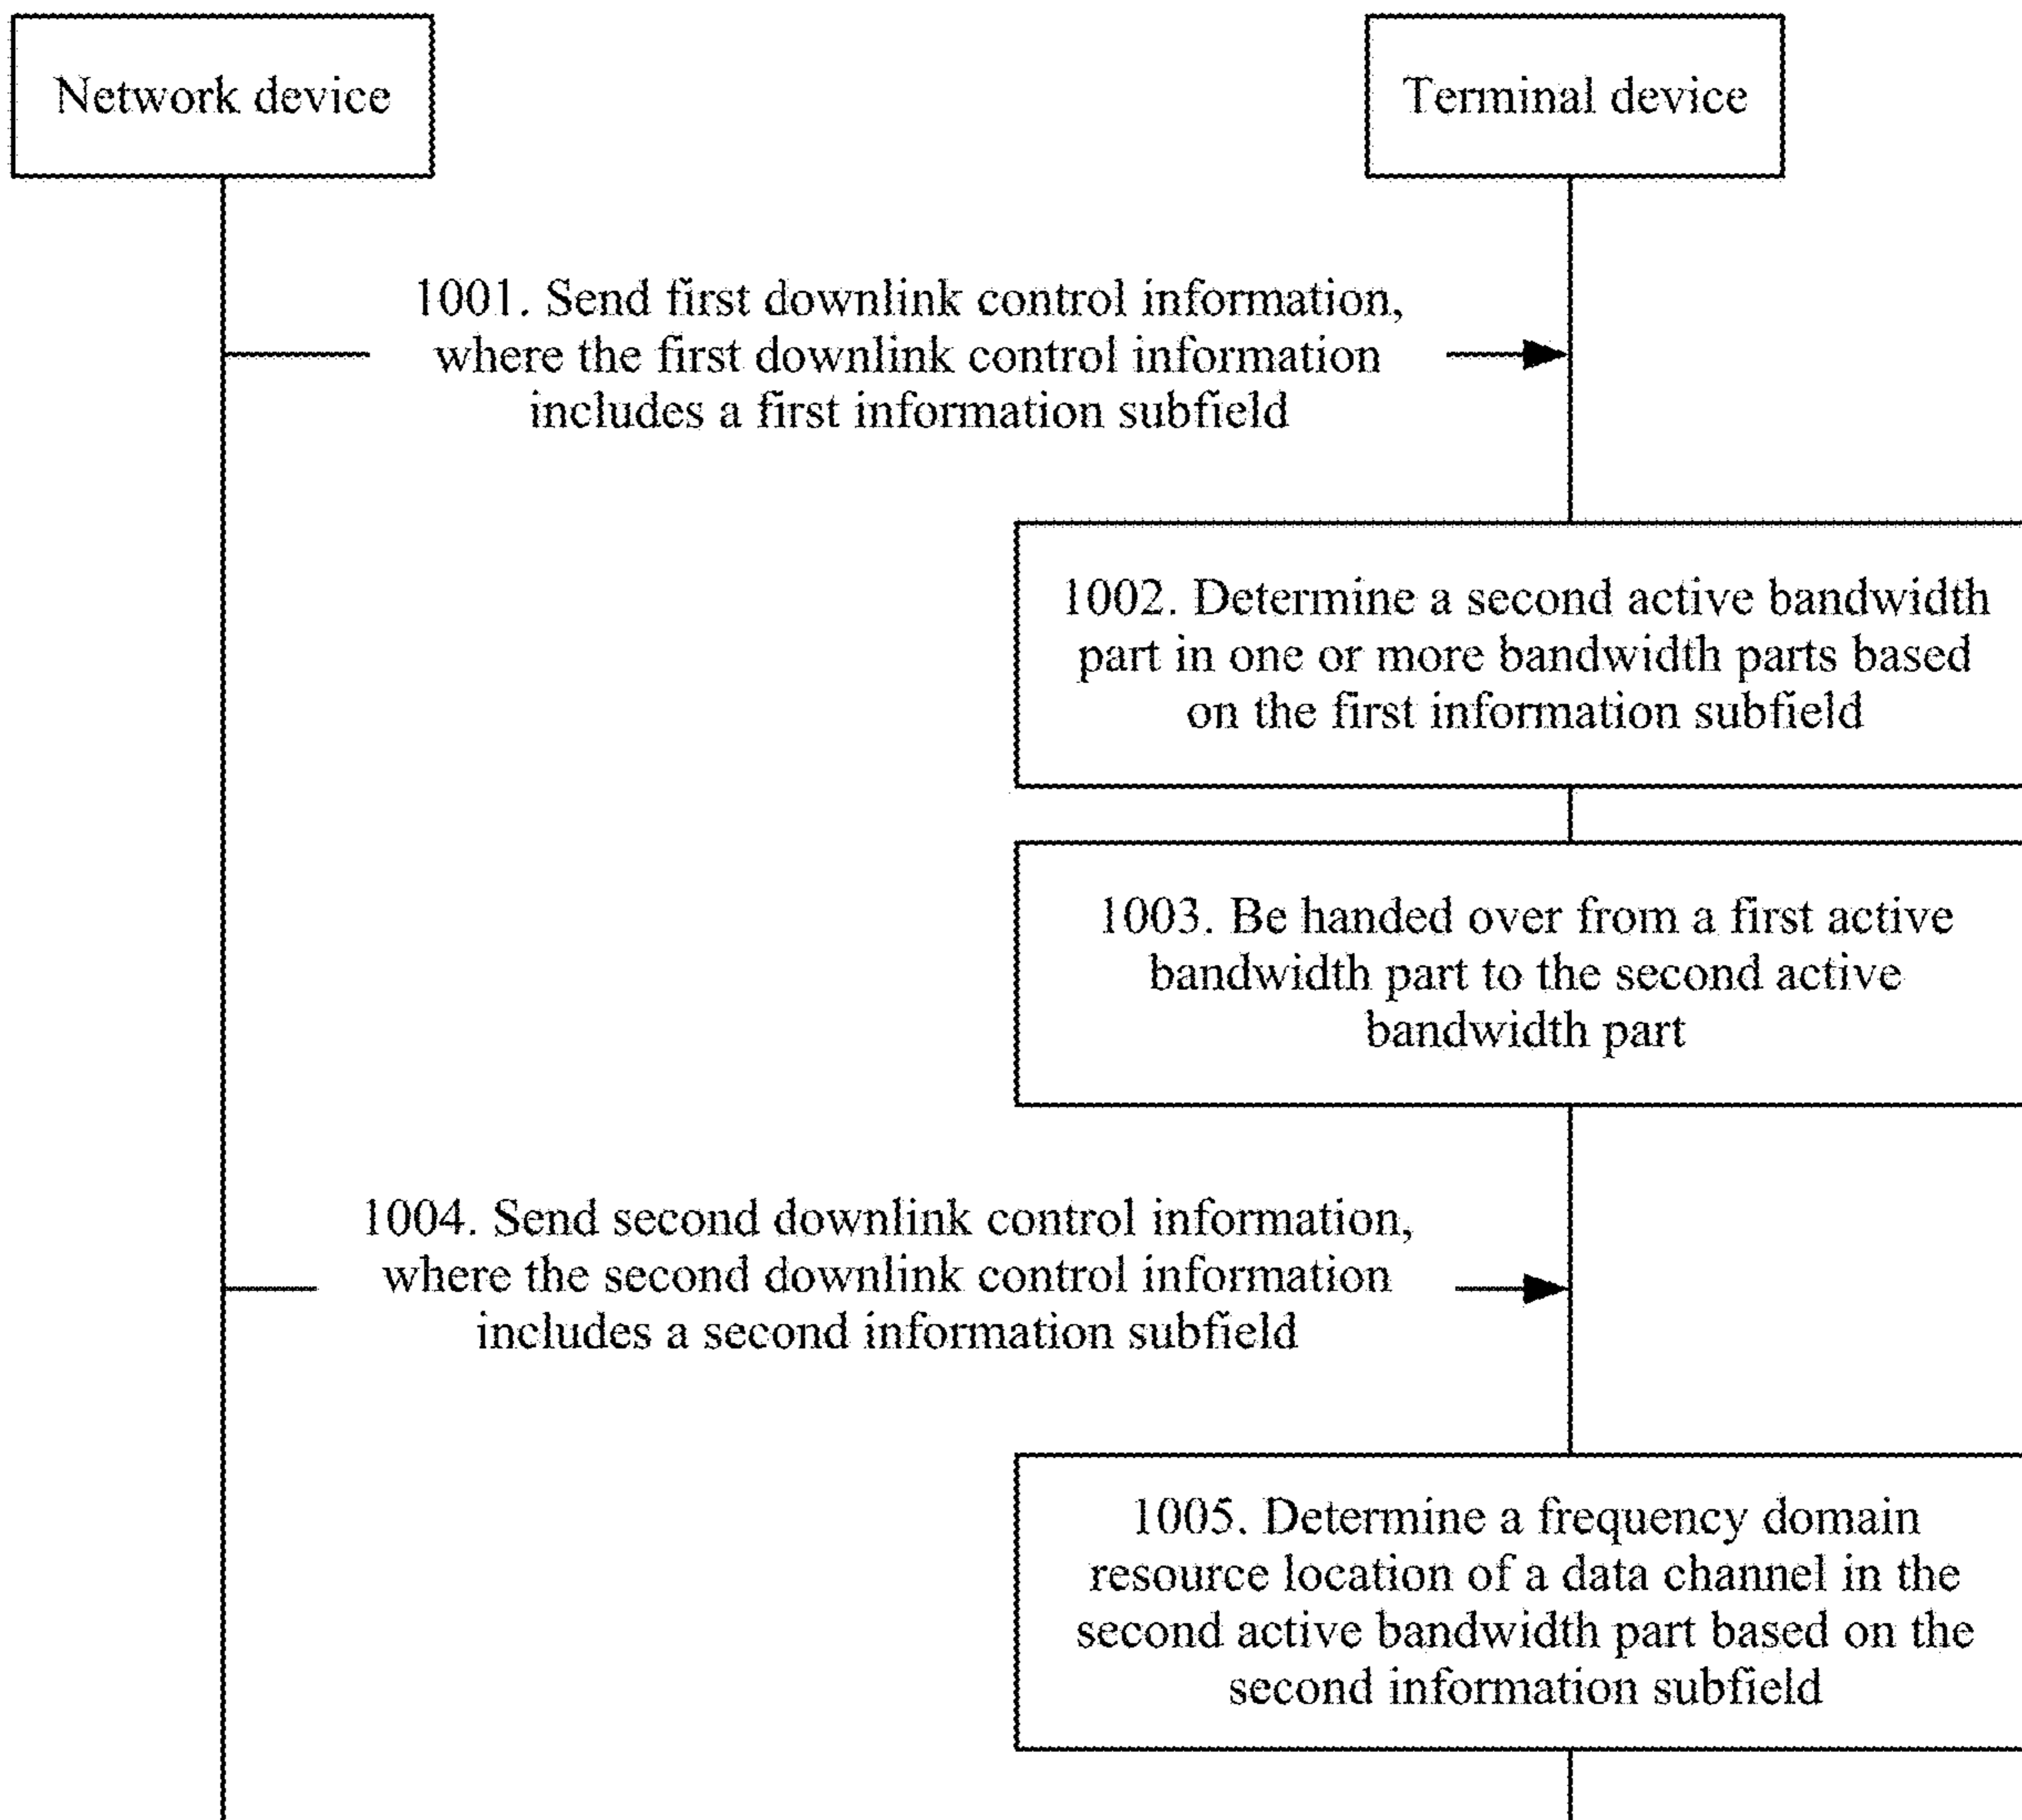 Network device
Terminal device
1001. Send first downlink control information,
where the first downlink control information
includes a first information subfield
1002. Determine a second active bandwidth
part in one or more bandwidth parts based
on the first information subfield
1003. Be handed over from a first active
bandwidth part to the second active
bandwidth part
1004. Send second downlink control information,
where the second downlink control information
includes a second information subfield
1005. Determine a frequency domain
resource location of a data channel in the
second active bandwidth part based on the
second information subfield